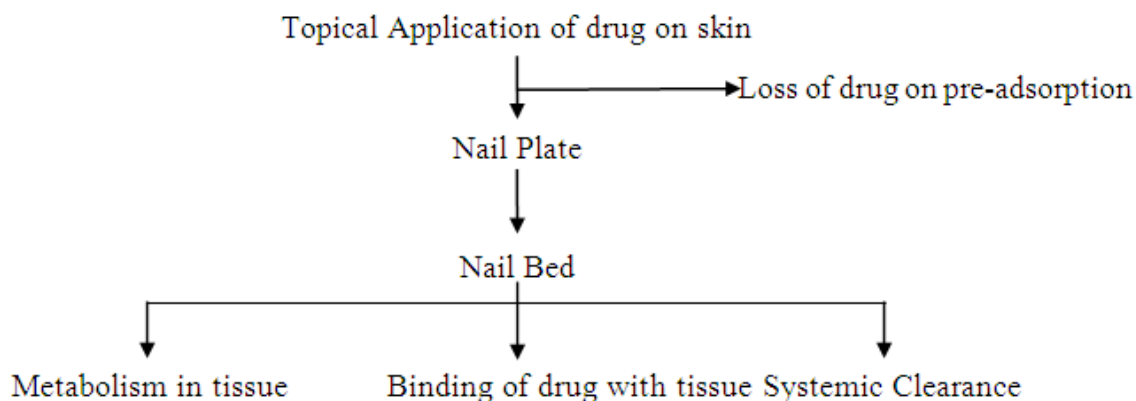 Topical Application of drug on skin
Loss of drug on pre-adsorption
Nail Plate
Nail Bed
Metabolism in tissue
Binding of drug with tissue
Systemic Clearance